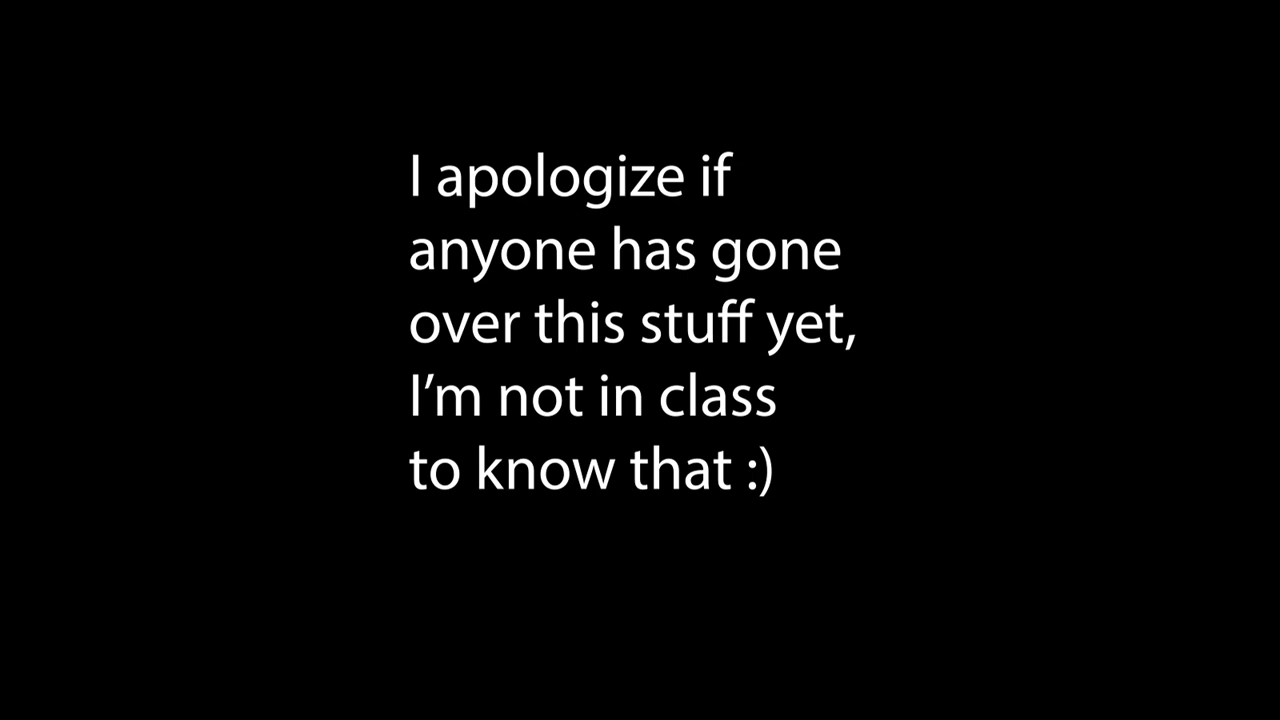 I apologize if
anyone has gone
over this stuff yet,
I’m not in class
to know that :)